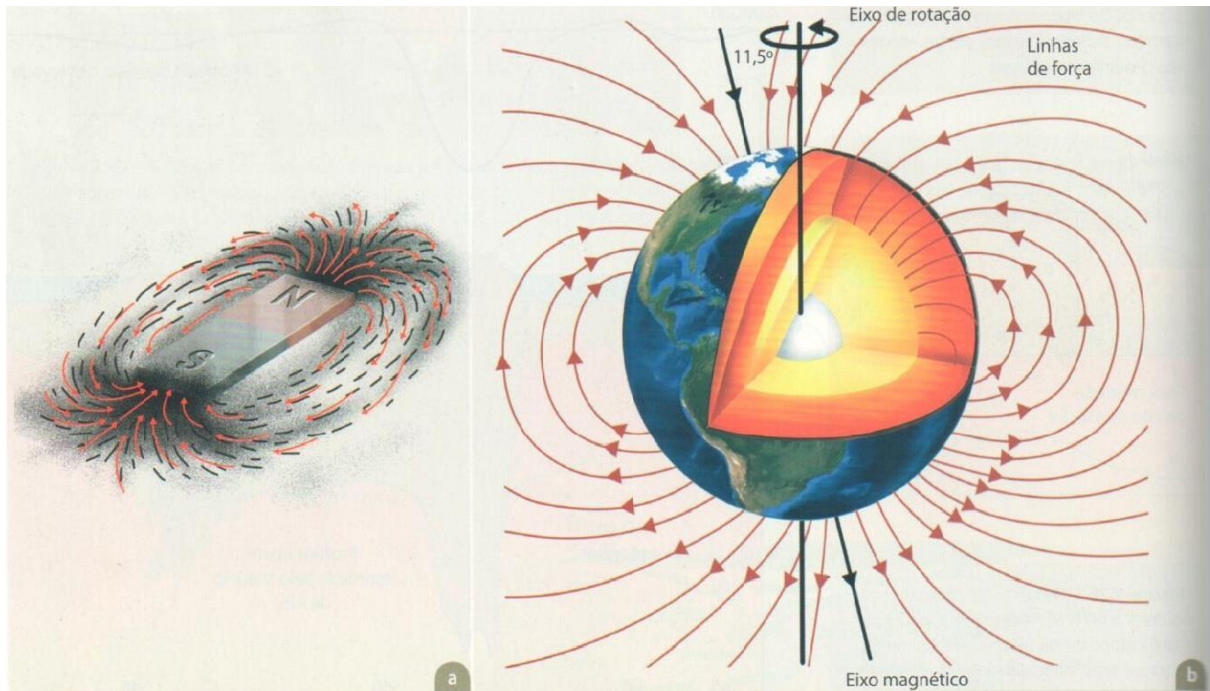 Eixo de rotação
11,5º
Linhas
de força
N
S
Eixo magnético
a
b